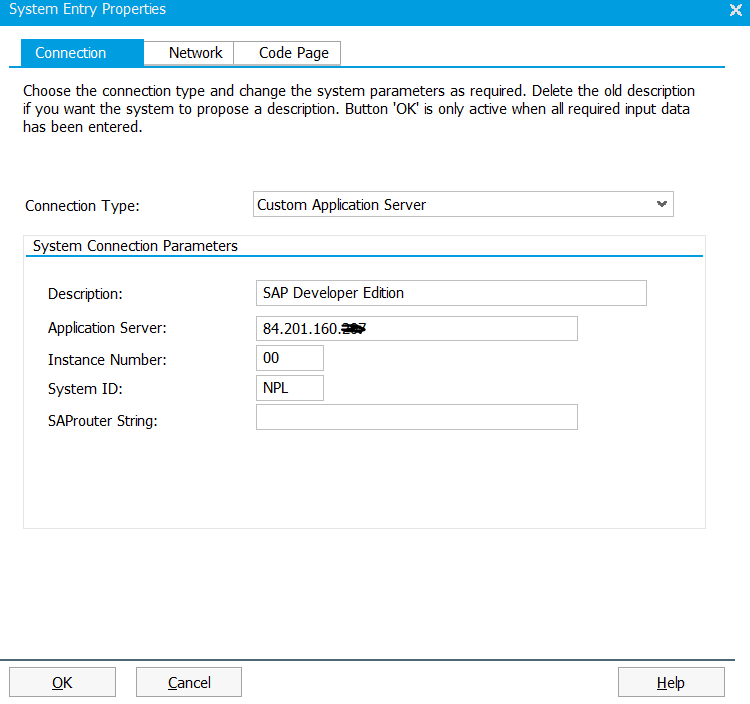 System Entry Properties
Connection Network Code Page
Choose the connection type and change the system parameters as required. Delete the old description
if you want the system to propose a description. Button 'OK' is only active when all required input data
has been entered.
Connection Type: Custom Application Server
System Connection Parameters
Description: SAP Developer Edition
Application Server: 84.201.160.
Instance Number: 00
System ID: NPL
SAProuter String:
OK Cancel Help